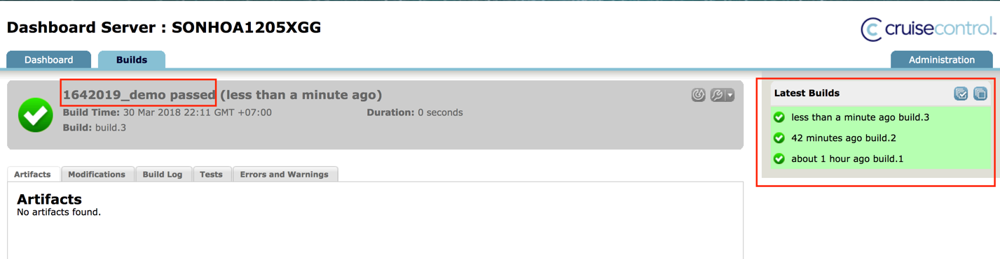 Dashboard Server : SONHOA1205XGG
cruisecontrol
Dashboard
Builds
Administration
1642019_demo passed (less than a minute ago)
Build Time: 30 Mar 2018 22:11 GMT +07:00
Duration: 0 seconds
Build: build.3
Latest Builds
less than a minute ago build.3
42 minutes ago build.2
about 1 hour ago build.1
Artifacts
Modifications
Build Log
Tests
Errors and Warnings
Artifacts
No artifacts found.